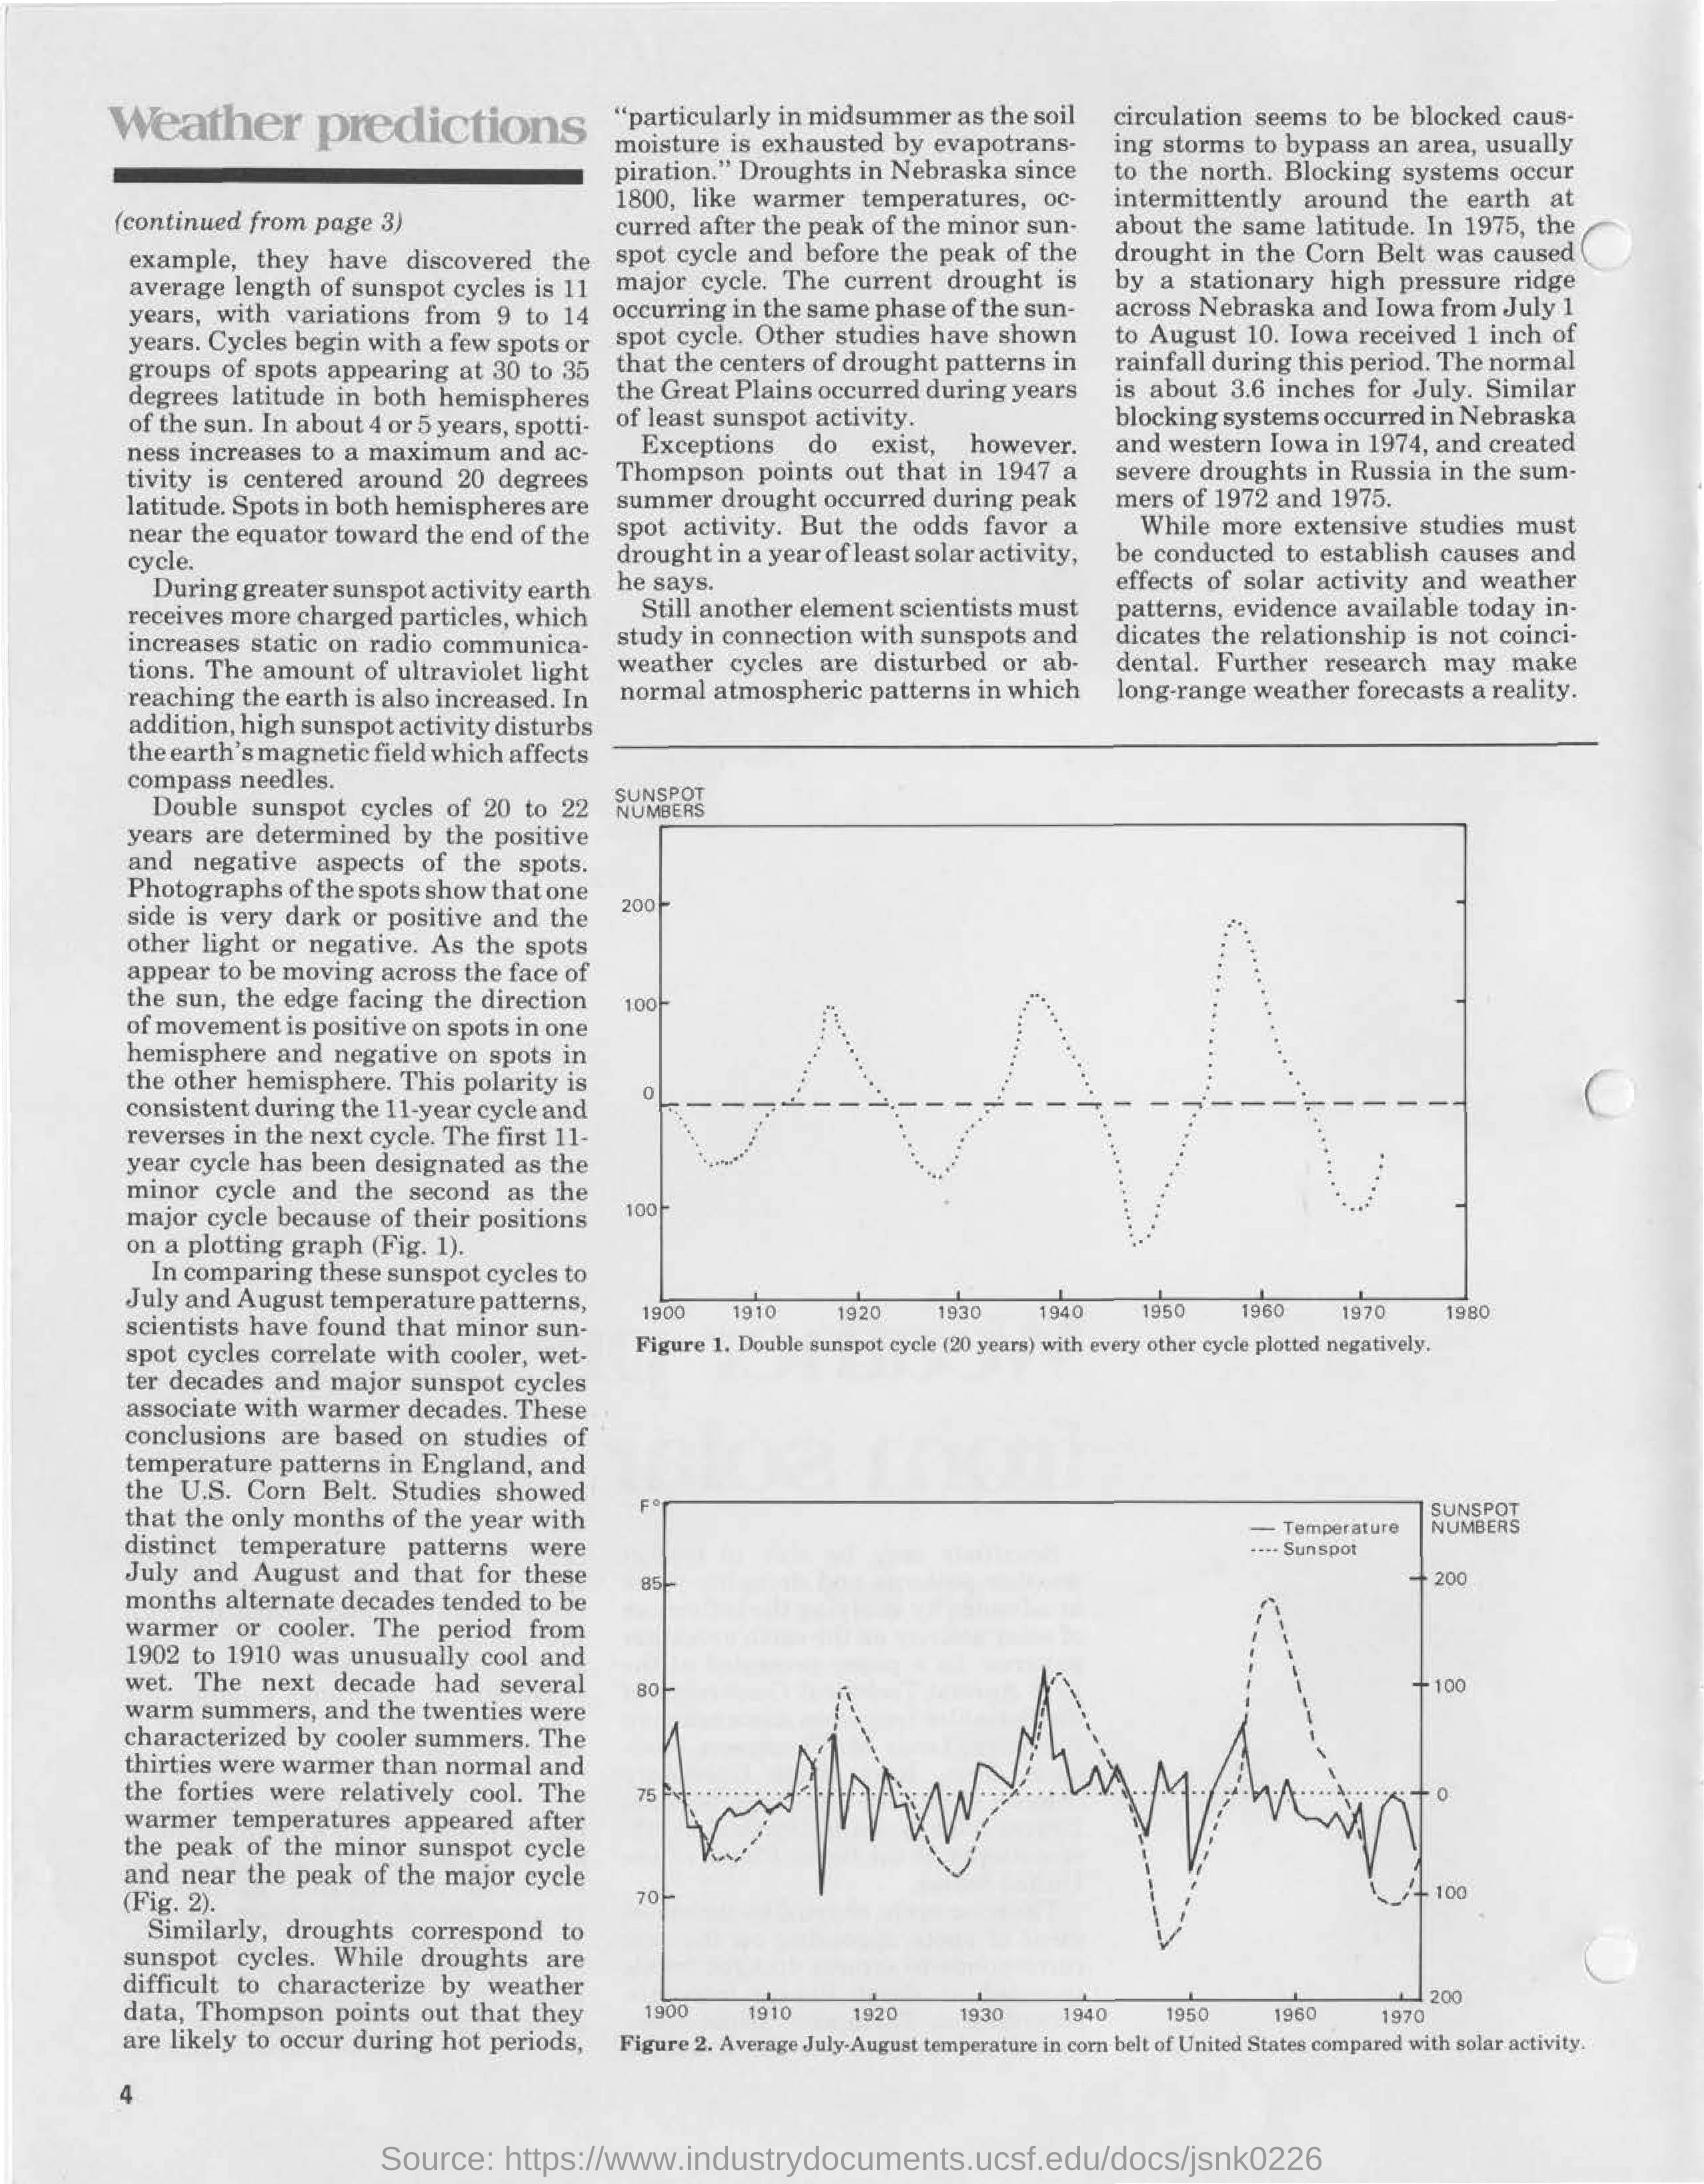 Weather predictions
(continued from page 3)
example, they have discovered the
average length of sunspot cycles is 11
years, with variations from 9 to 14
years. Cycles begin with a few spots or
groups of spots appearing at 30 to 35
degrees latitude in both hemispheres
of the sun. In about 4 or 5 years, spotti-
ness increases to a maximum and ac-
tivity is centered around 20 degrees
latitude. Spots in both hemispheres are
near the equator toward the end of the
cycle.
During greater sunspot activity earth
receives more charged particles, which
increases static on radio communica-
tions. The amount of ultraviolet light
reaching the earth is also increased. In
addition, high sunspot activity disturbs
the earth's magnetic field which affects
compass needles.
Double sunspot cycles of 20 to 22
years are determined by the positive
and negative aspects of the spots.
Photographs of the spots show that one
side is very dark or positive and the
other light or negative. As the spots
appear to be moving across the face of
the sun, the edge facing the direction
of movement is positive on spots in one
hemisphere and negative on spots in
the other hemisphere. This polarity is
consistent during the 11-year cycle and
reverses in the next cycle. The first 11-
year cycle has been designated as the
minor cycle and the second as the
major cycle because of their positions
on a plotting graph (Fig. 1).
In comparing these sunspot cycles to
July and August temperature patterns,
scientists have found that minor sun-
spot cycles correlate with cooler, wet-
ter decades and major sunspot cycles
associate with warmer decades. These
conclusions are based on studies of
temperature patterns in England, and
the U.S. Corn Belt. Studies showed
that the only months of the year with
distinct temperature patterns were
July and August and that for these
months alternate decades tended to be
warmer or cooler. The period from
1902 to 1910 was unusually cool and
wet. The next decade had several
warm summers, and the twenties were
characterized by cooler summers. The
thirties were warmer than normal and
the forties were relatively cool. The
warmer temperatures appeared after
the peak of the minor sunspot cycle
and near the peak of the major cycle
(Fig. 2).
Similarly, droughts correspond to
sunspot cycles. While droughts are
difficult to characterize by weather
data, Thompson points out that they
are likely to occur during hot periods,
"particularly in midsummer as the soil
moisture is exhausted by evapotrans-
piration." Droughts in Nebraska since
1800, like warmer temperatures, oc-
curred after the peak of the minor sun-
spot cycle and before the peak of the
major cycle. The current drought is
occurring in the same phase of the sun-
spot cycle. Other studies have shown
that the centers of drought patterns in
the Great Plains occurred during years
of least sunspot activity.
Exceptions do exist, however.
Thompson points out that in 1947 a
summer drought occurred during peak
spot activity. But the odds favor a
drought in a year of least solar activity,
he says.
Still another element scientists must
study in connection with sunspots and
weather cycles are disturbed or ab-
normal atmospheric patterns in which
circulation seems to be blocked caus-
ing storms to bypass an area, usually
to the north. Blocking systems occur
intermittently around the earth at
about the same latitude. In 1975, the
drought in the Corn Belt was caused
by a stationary high pressure ridge
across Nebraska and Iowa from July 1
to August 10. Iowa received 1 inch of
rainfall during this period. The normal
is about 3.6 inches for July. Similar
blocking systems occurred in Nebraska
and western Iowa in 1974, and created
severe droughts in Russia in the sum-
mers of 1972 and 1975.
While more extensive studies must
be conducted to establish causes and
effects of solar activity and weather
patterns, evidence available today in-
dicates the relationship is not coinci-
dental. Further research may make
long-range weather forecasts a reality.
SUNSPOT
NUMBERS
200
100
0
100
1900 1910 1920 1930 1940 1950 1960 1970 1980
Figure 1. Double sunspot cycle (20 years) with every other cycle plotted negatively.
F°
SUNSPOT
NUMBERS
Temperature
Sunspot
85 200
80 100
75 0
70 100
200
1900 1910 1920 1930 1940 1950 1960 1970
Figure 2. Average July-August temperature in corn belt of United States compared with solar activity.
4
Source: https://www.industrydocuments.ucsf.edu/docs/jsnk0226